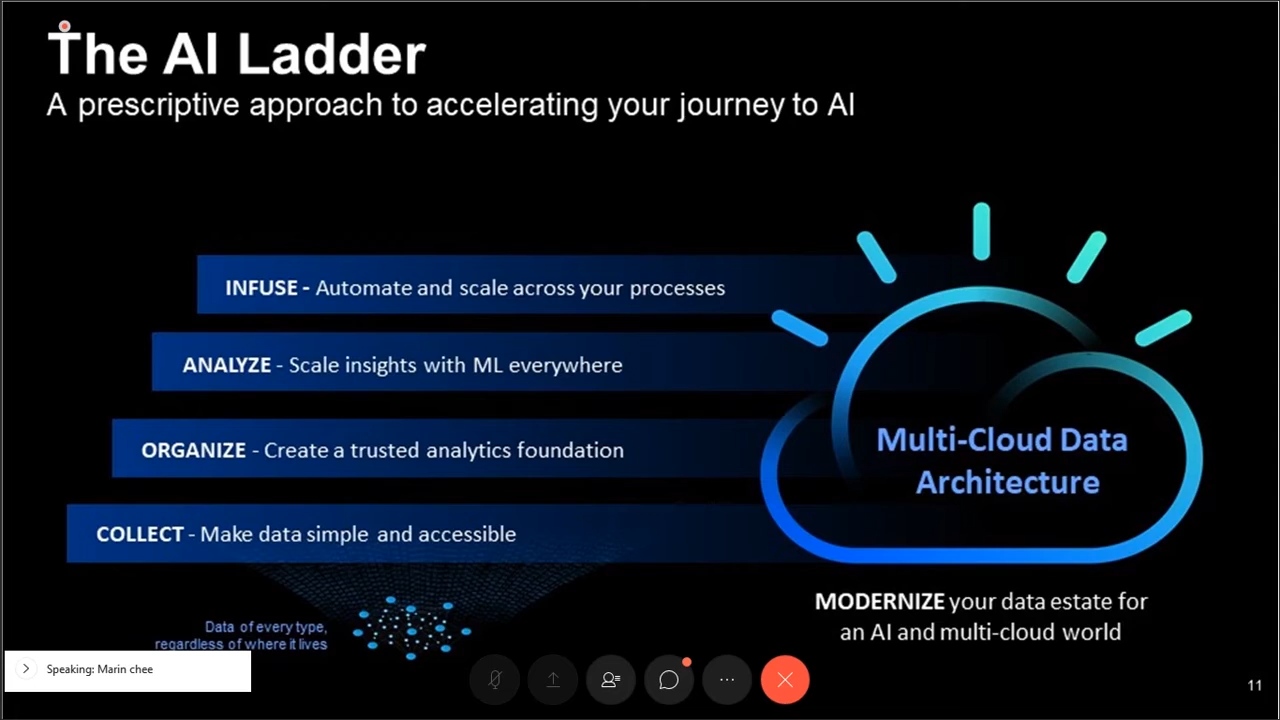 The AI Ladder
A prescriptive approach to accelerating your journey to AI
INFUSE - Automate and scale across your processes
ANALYZE - Scale insights with ML everywhere
ORGANIZE - Create a trusted analytics foundation
COLLECT - Make data simple and accessible
Multi-Cloud Data
Architecture
MODERNIZE your data estate for
an AI and multi-cloud world
Data of every type,
regardless of where it lives
Speaking: Marin chee
11